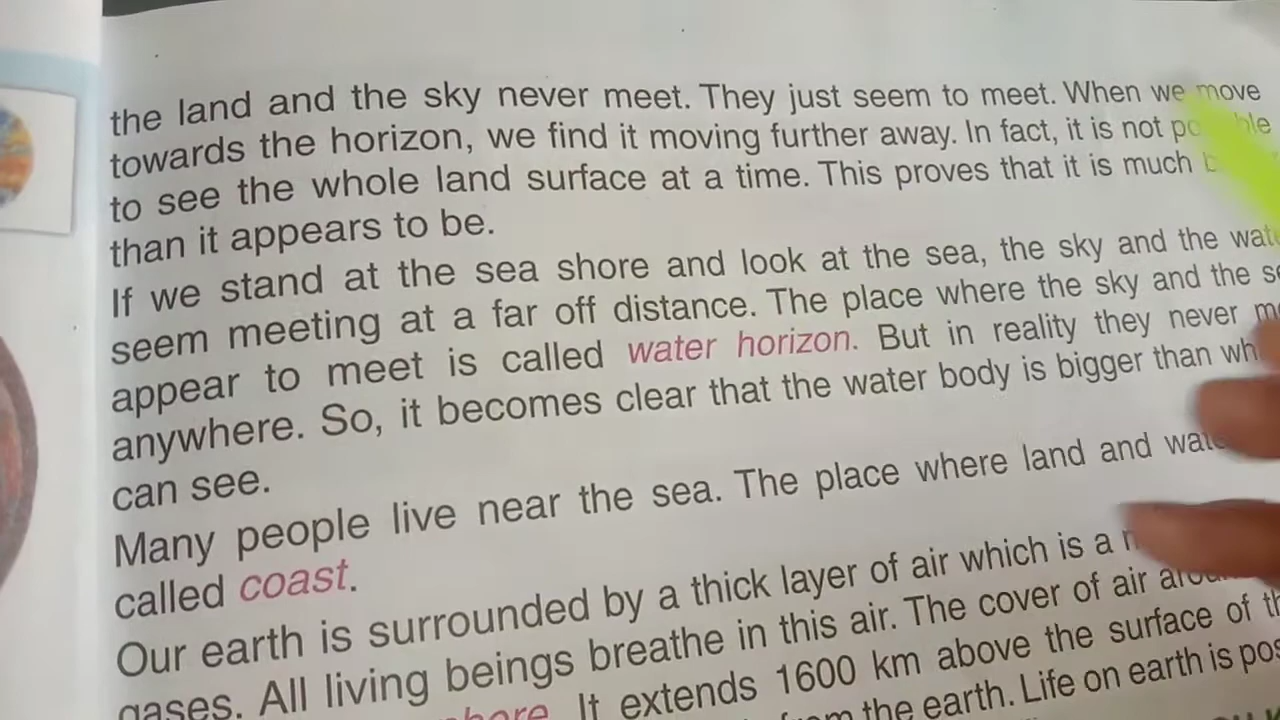 the land and the sky never meet. They just seem to meet. When we move
towards the horizon, we find it moving further away. In fact, it is not
to see the whole land surface at a time. This proves that it is much
than it appears to be.
If we stand at the sea shore and look at the sea, the sky and the
seem meeting at a far off distance. The place where the sky and the
appear to meet is called water horizon. But in reality they never
anywhere. So, it becomes clear that the water body is bigger than
can see.
Many people live near the sea. The place where land and
called coast.
Our earth is surrounded by a thick layer of air which is a
gases. All living beings breathe in this air. The cover of air
It extends 1600 km above the surface of
from the earth. Life on earth is